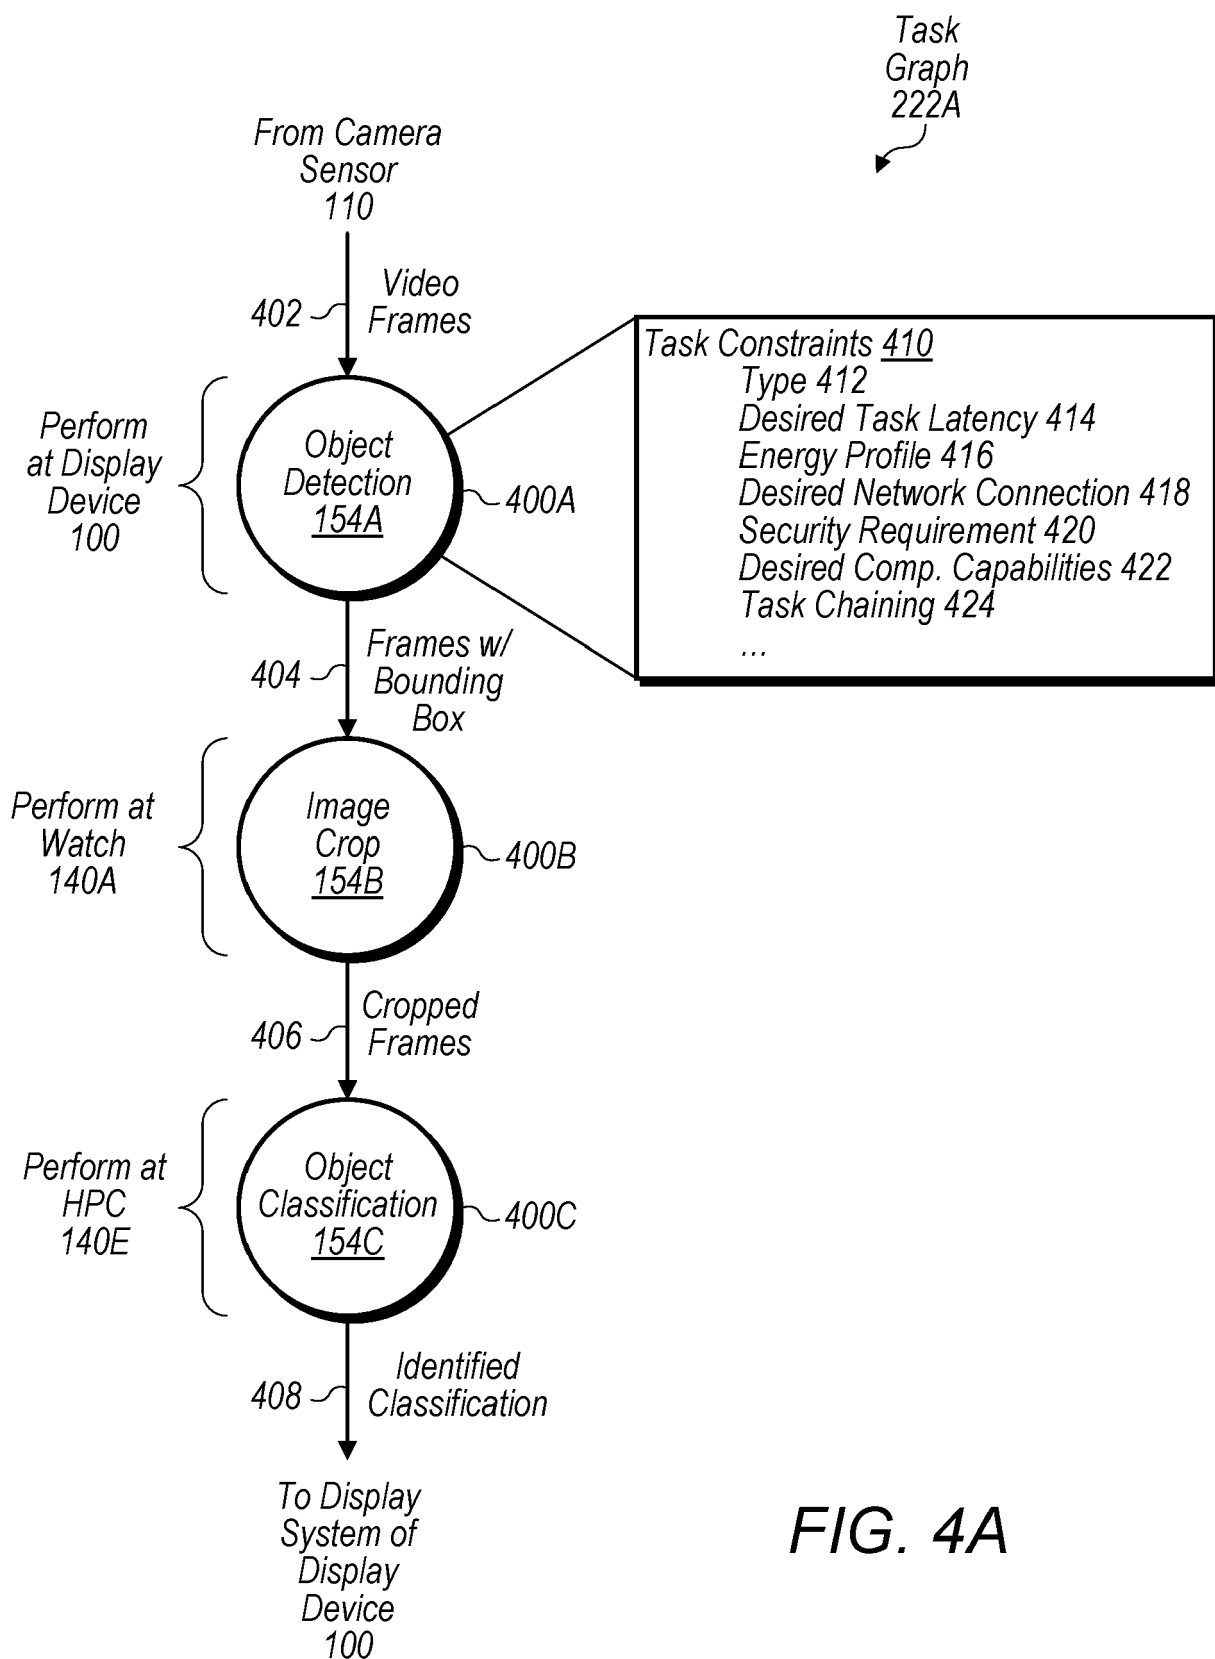 Task
Graph
222A
From Camera
Sensor
110
402
Video
Frames
Perform
at Display
Device
100
Object
Detection
154A
400A
Task Constraints 410
Type 412
Desired Task Latency 414
Energy Profile 416
Desired Network Connection 418
Security Requirement 420
Desired Comp. Capabilities 422
Task Chaining 424
...
404
Frames w/
Bounding
Box
Perform at
Watch
140A
Image
Crop
154B
400B
406
Cropped
Frames
Perform at
HPC
140E
Object
Classification
154C
400C
408
Identified
Classification
To Display
System of
Display
Device
100
FIG. 4A